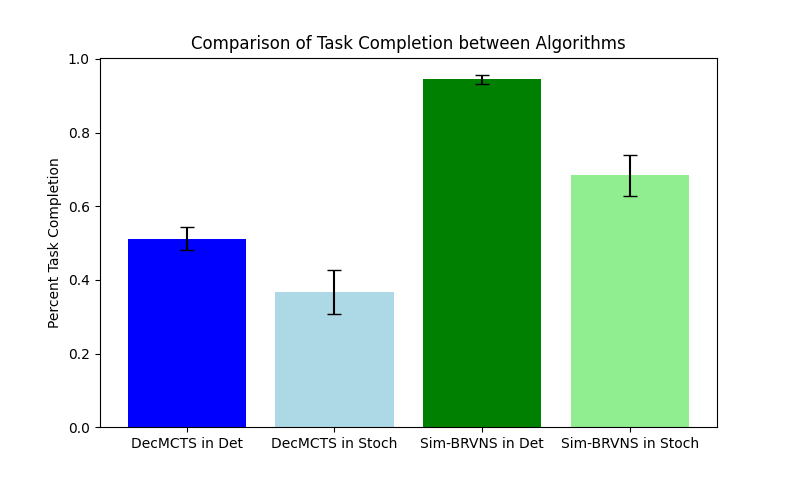 Comparison of Task Completion between Algorithms
Percent Task Completion
1.0
0.8
0.6
0.4
0.2
0.0
DecMCTS in Det
DecMCTS in Stoch
Sim-BRVNS in Det
Sim-BRVNS in Stoch